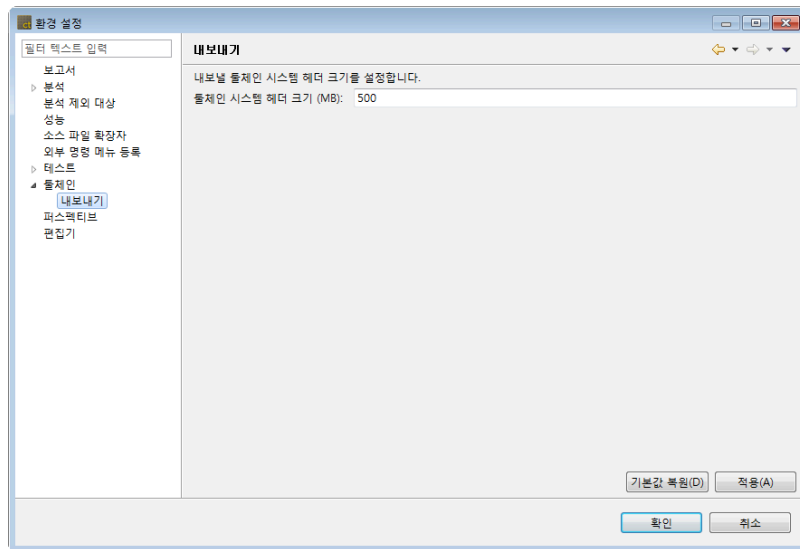 ct 환경 설정
필터 텍스트 입력
내보내기
보고서
분석
분석 제외 대상
성능
소스 파일 확장자
외부 명령 메뉴 등록
테스트
툴체인
내보내기
퍼스펙티브
편집기
내보낼 툴체인 시스템 헤더 크기를 설정합니다.
툴체인 시스템 헤더 크기 (MB): 500
기본값 복원(D) 적용(A)
확인 취소